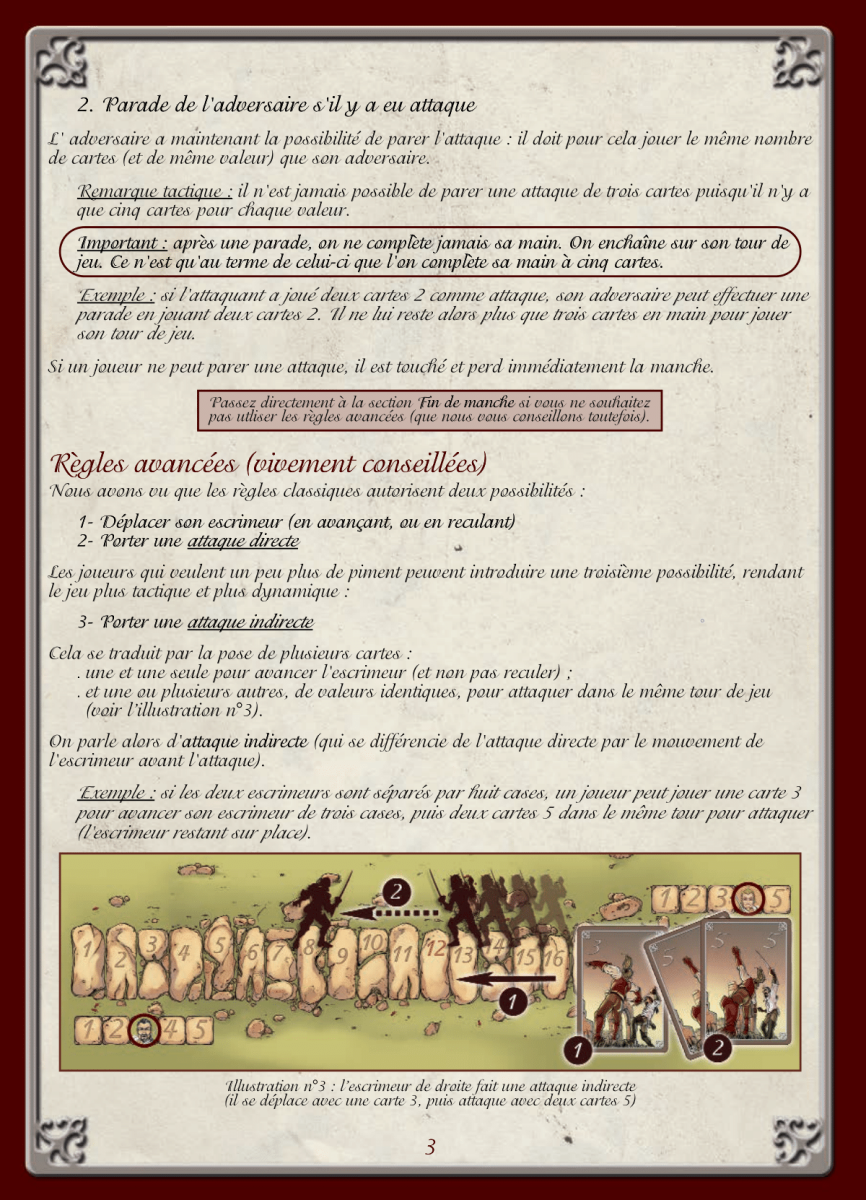 2. Parade de l'adversaire s'il y a eu attaque
L' adversaire a maintenant la possibilité de parer l'attaque : il doit pour cela jouer le même nombre
de cartes (et de même valeur) que son adversaire.
Remarque tactique : il n'est jamais possible de parer une attaque de trois cartes puisqu'il n'y a
que cinq cartes pour chaque valeur.
Important : après une parade, on ne complète jamais sa main. On enchaîne sur son tour de
jeu. Ce n'est qu'au terme de celui-ci que l'on complète sa main à cinq cartes.
Exemple : si l'attaquant a joué deux cartes 2 comme attaque, son adversaire peut effectuer une
parade en jouant deux cartes 2. Il ne lui reste alors plus que trois cartes en main pour jouer
son tour de jeu.
Si un joueur ne peut parer une attaque, il est touché et perd immédiatement la manche.
Passez directement à la section Fin de manche si vous ne souhaitez
pas utliser les règles avancées (que nous vous conseillons toutefois).
Règles avancées (vivement conseillées)
Nous avons vu que les règles classiques autorisent deux possibilités :
1- Déplacer son escrimeur (en avançant, ou en reculant)
2- Porter une attaque directe
Les joueurs qui veulent un peu plus de piment peuvent introduire une troisième possibilité, rendant
le jeu plus tactique et plus dynamique :
3- Porter une attaque indirecte
Cela se traduit par la pose de plusieurs cartes :
. une et une seule pour avancer l'escrimeur (et non pas reculer) ;
. et une ou plusieurs autres, de valeurs identiques, pour attaquer dans le même tour de jeu
(voir l'illustration n°3).
On parle alors d'attaque indirecte (qui se différencie de l'attaque directe par le mouvement de
l'escrimeur avant l'attaque).
Exemple : si les deux escrimeurs sont séparés par huit cases, un joueur peut jouer une carte 3
pour avancer son escrimeur de trois cases, puis deux cartes 5 dans le même tour pour attaquer
(l'escrimeur restant sur place).
2
1 2 3 5
1 2 3 4 5 6 7 8 9 10 11 12 13 14 15 16
3 5 5 5
1
1 2 4 5
1 2
Illustration n°3 : l'escrimeur de droite fait une attaque indirecte
(il se déplace avec une carte 3, puis attaque avec deux cartes 5)
3